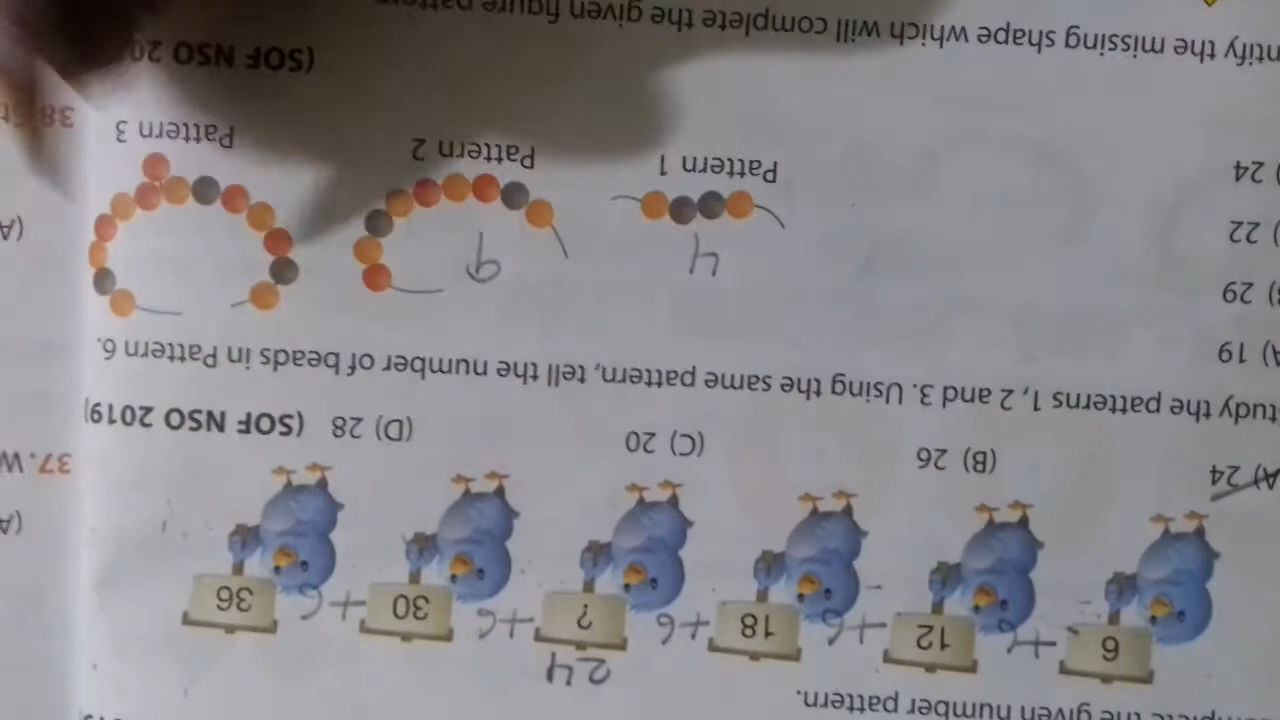 the given number pattern.
24
6 +6 12 +6 18 +6 ? +6 30 +6 36
A) 24 (B) 26 (C) 20 (D) 28 (SOF NSO 2019)
the patterns 1, 2 and 3. Using the same pattern, tell the number of beads in Pattern 6.
A) 19
) 29
) 22
) 24
4 9
Pattern 1 Pattern 2 Pattern 3
(SOF NSO 20
the missing shape which will complete the given figure pattern
37. W
(A
38.
(A